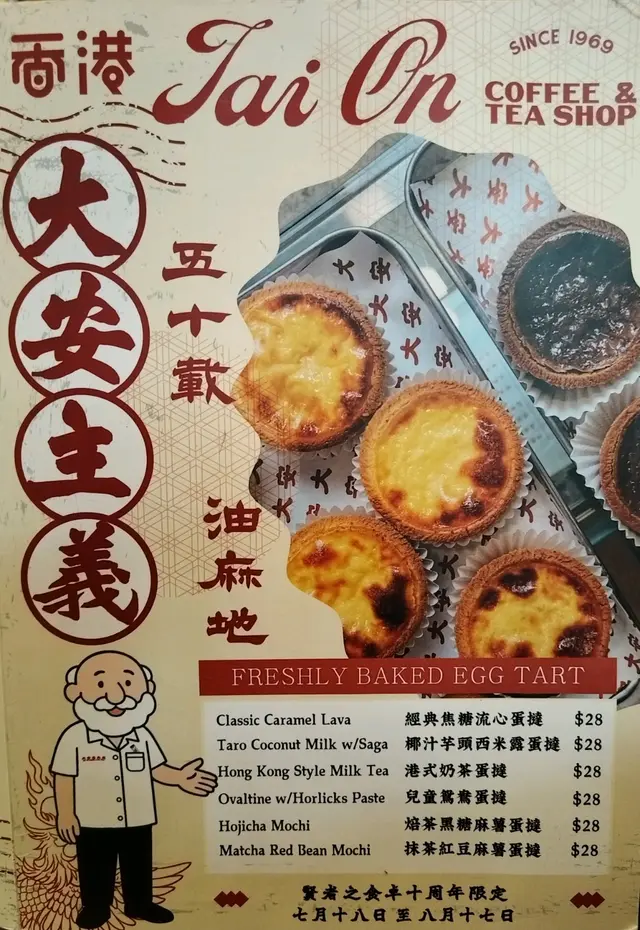 香港
Tai On
SINCE 1969
COFFEE &
TEA SHOP
大安主義
五十載
油麻地
FRESHLY BAKED EGG TART
Classic Caramel Lava 經典焦糖流心蛋撻 $28
Taro Coconut Milk w/Saga 椰汁芋頭西米露蛋撻 $28
Hong Kong Style Milk Tea 港式奶茶蛋撻 $28
Ovaltine w/Horlicks Paste 兒童鴛鴦蛋撻 $28
Hojicha Mochi 焙茶黑糖麻薯蛋撻 $28
Matcha Red Bean Mochi 抹茶紅豆麻薯蛋撻 $28
賢者之食卓十周年限定
七月十八日 至 八月十七日